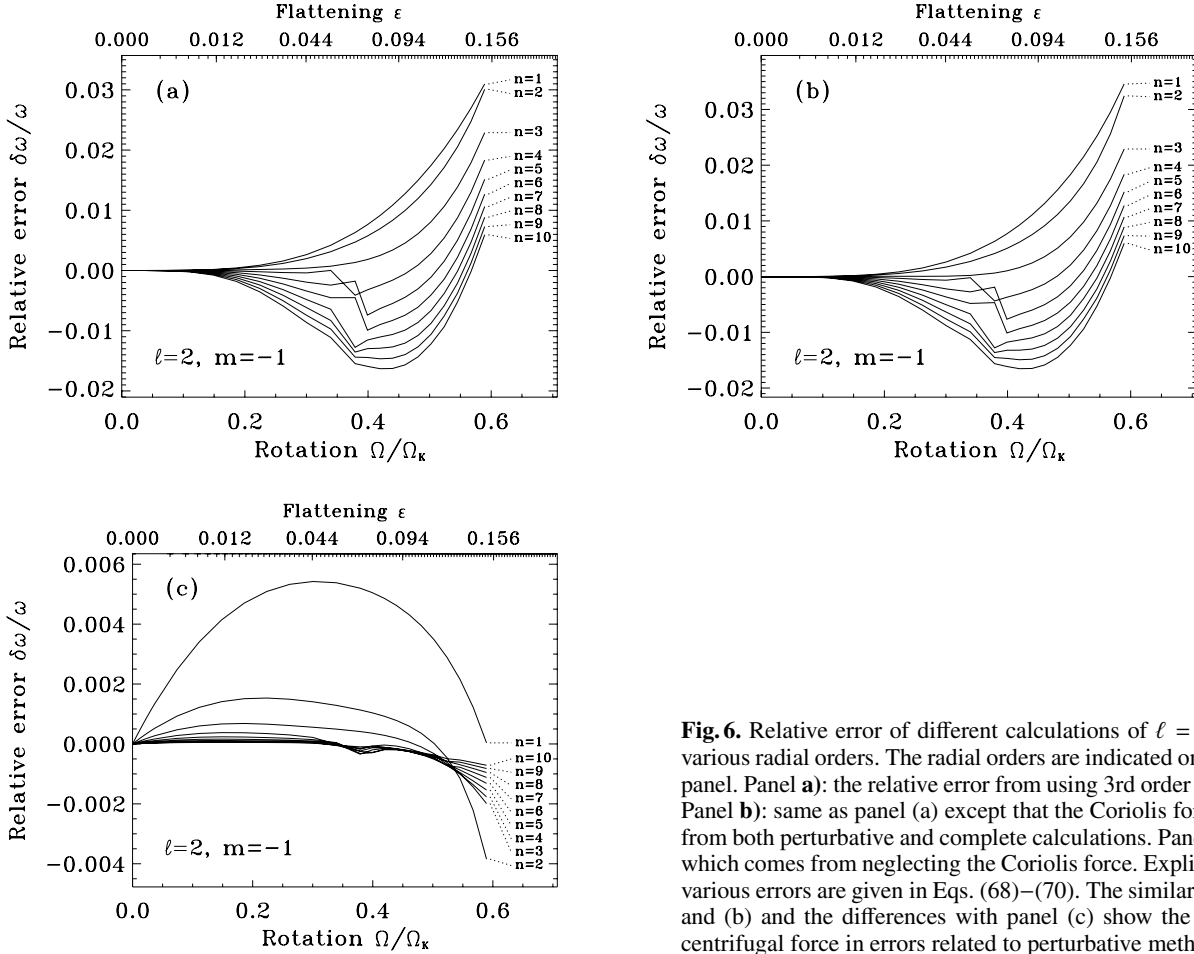 Flattening ε
0.000 0.012 0.044 0.094 0.156
(a)
n=1
n=2
n=3
n=4
n=5
n=6
n=7
n=8
n=9
n=10
0.03
0.02
0.01
0.00
−0.01
−0.02
Relative error δω/ω
ℓ=2, m=−1
0.0 0.2 0.4 0.6
Rotation Ω/Ω_K
Flattening ε
0.000 0.012 0.044 0.094 0.156
(b)
n=1
n=2
n=3
n=4
n=5
n=6
n=7
n=8
n=9
n=10
0.03
0.02
0.01
0.00
−0.01
−0.02
Relative error δω/ω
ℓ=2, m=−1
0.0 0.2 0.4 0.6
Rotation Ω/Ω_K
Flattening ε
0.000 0.012 0.044 0.094 0.156
(c)
0.006
0.004
0.002
0.000
−0.002
−0.004
Relative error δω/ω
n=1
n=10
n=9
n=8
n=7
n=6
n=5
n=4
n=3
n=2
ℓ=2, m=−1
0.0 0.2 0.4 0.6
Rotation Ω/Ω_K
Fig. 6. Relative error of different calculations of ℓ =
various radial orders. The radial orders are indicated
panel. Panel a): the relative error from using 3rd order
Panel b): same as panel (a) except that the Coriolis
from both perturbative and complete calculations.
which comes from neglecting the Coriolis force.
various errors are given in Eqs. (68)–(70). The
and (b) and the differences with panel (c) show the
centrifugal force in errors related to perturbative